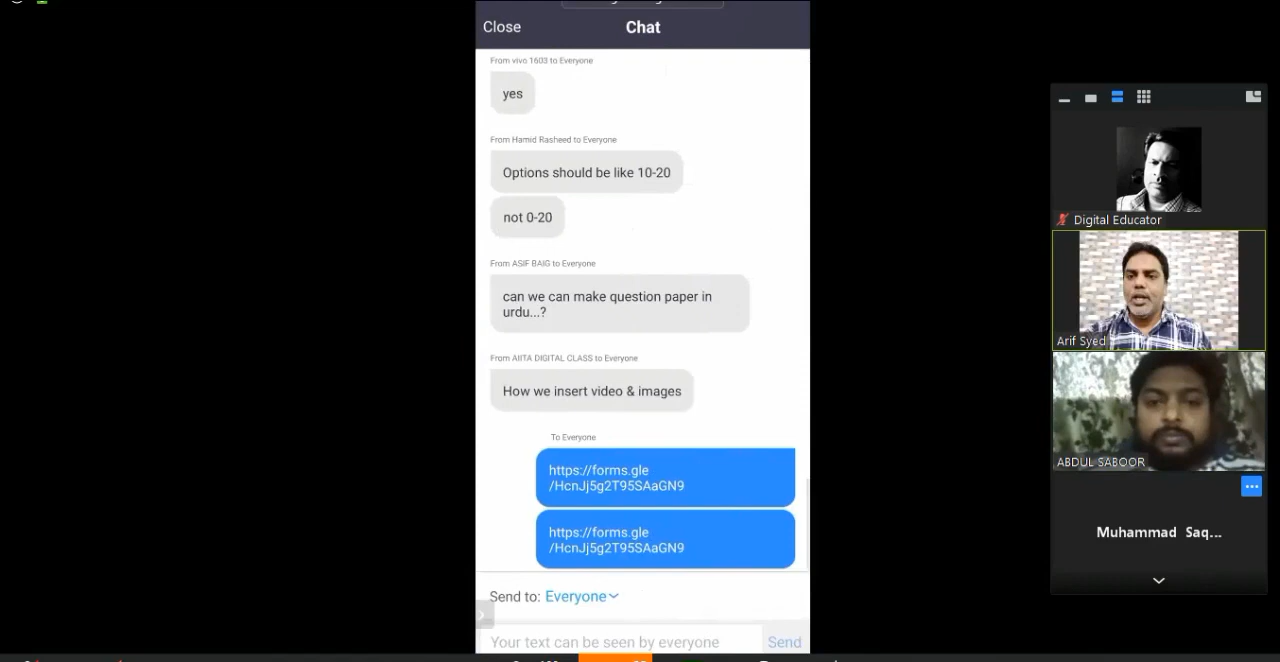 Close
Chat
From vivo 1603 to Everyone
yes
From Hamid Rasheed to Everyone
Options should be like 10-20
not 0-20
From ASIF BAIG to Everyone
can we can make question paper in
urdu...?
From AIITA DIGITAL CLASS to Everyone
How we insert video & images
To Everyone
https://forms.gle
/HcnJj5g2T95SAaGN9
https://forms.gle
/HcnJj5g2T95SAaGN9
Send to: Everyone
Your text can be seen by everyone
Send
Digital Educator
Arif Syed
ABDUL SABOOR
Muhammad Saq...